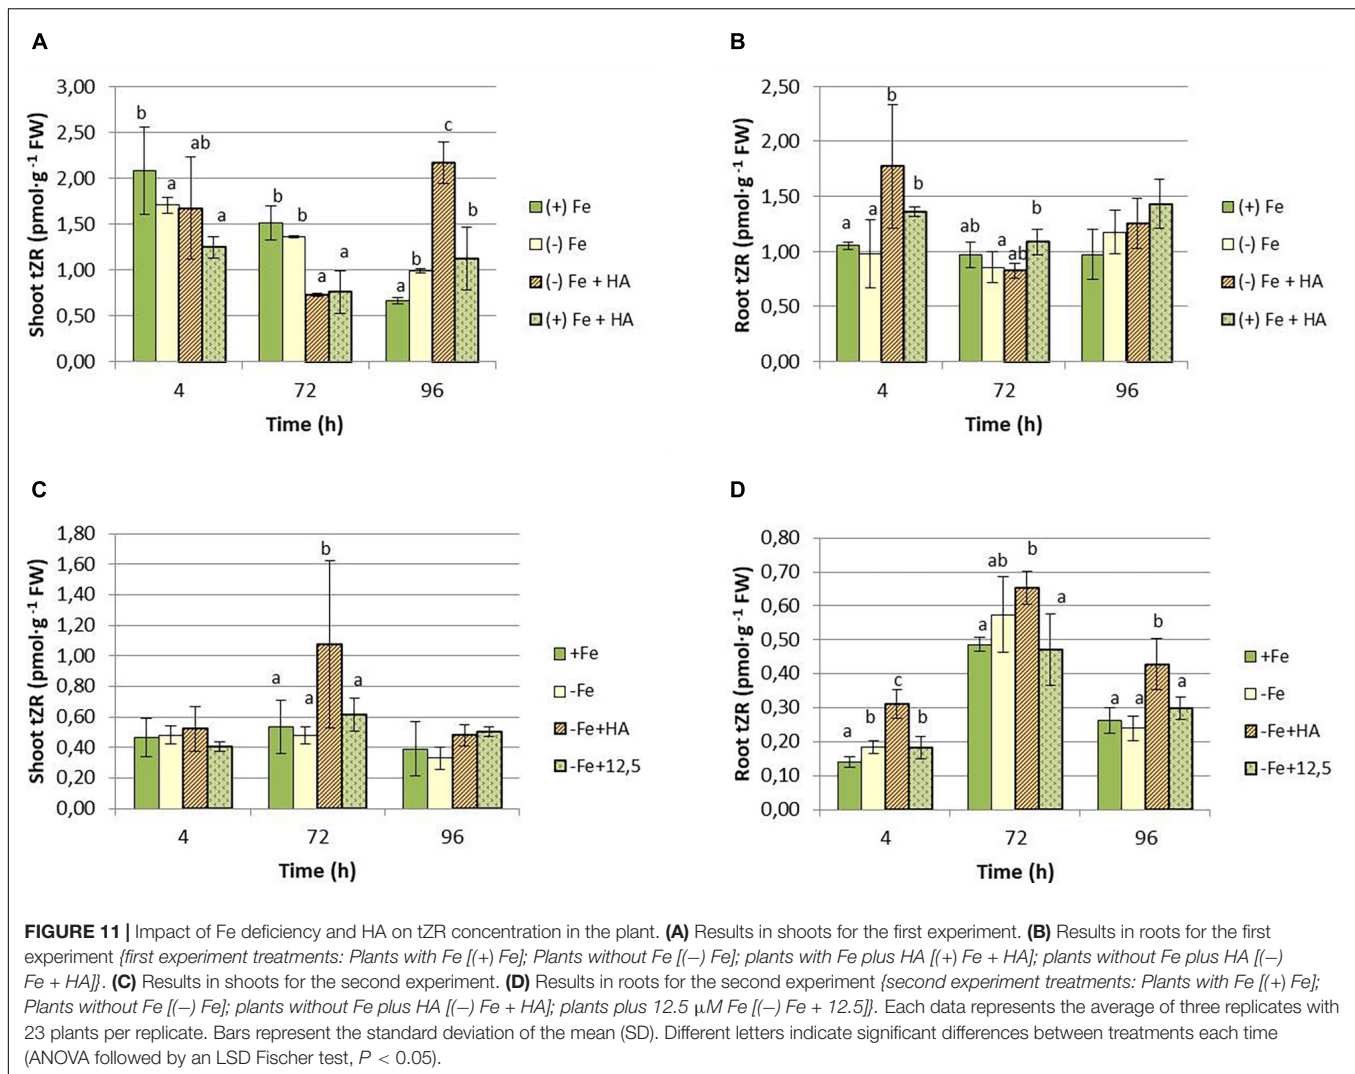 A
Shoot tZR (pmol·g⁻¹ FW)
3,00
2,50
2,00
1,50
1,00
0,50
0,00
b
a
ab
a
b
b
a
a
a
b
c
b
4
72
96
Time (h)
(+) Fe
(-) Fe
(-) Fe + HA
(+) Fe + HA
B
Root tZR (pmol·g⁻¹ FW)
2,50
2,00
1,50
1,00
0,50
0,00
a
a
b
b
ab
a
ab
b
4
72
96
Time (h)
(+) Fe
(-) Fe
(-) Fe + HA
(+) Fe + HA
C
Shoot tZR (pmol·g⁻¹ FW)
1,80
1,60
1,40
1,20
1,00
0,80
0,60
0,40
0,20
0,00
a
a
b
a
4
72
96
Time (h)
+Fe
-Fe
-Fe+HA
-Fe+12,5
D
Root tZR (pmol·g⁻¹ FW)
0,80
0,70
0,60
0,50
0,40
0,30
0,20
0,10
0,00
a
b
c
b
a
ab
b
a
a
a
b
a
4
72
96
Time (h)
+Fe
-Fe
-Fe+HA
-Fe+12,5
FIGURE 11 | Impact of Fe deficiency and HA on tZR concentration in the plant. (A) Results in shoots for the first experiment. (B) Results in roots for the first
experiment {first experiment treatments: Plants with Fe [(+) Fe]; Plants without Fe [(−) Fe]; plants with Fe plus HA [(+) Fe + HA]; plants without Fe plus HA [(−)
Fe + HA]}. (C) Results in shoots for the second experiment. (D) Results in roots for the second experiment {second experiment treatments: Plants with Fe [(+) Fe];
Plants without Fe [(−) Fe]; plants without Fe plus HA [(−) Fe + HA]; plants plus 12.5 μM Fe [(−) Fe + 12.5]}. Each data represents the average of three replicates with
23 plants per replicate. Bars represent the standard deviation of the mean (SD). Different letters indicate significant differences between treatments each time
(ANOVA followed by an LSD Fischer test, P < 0.05).